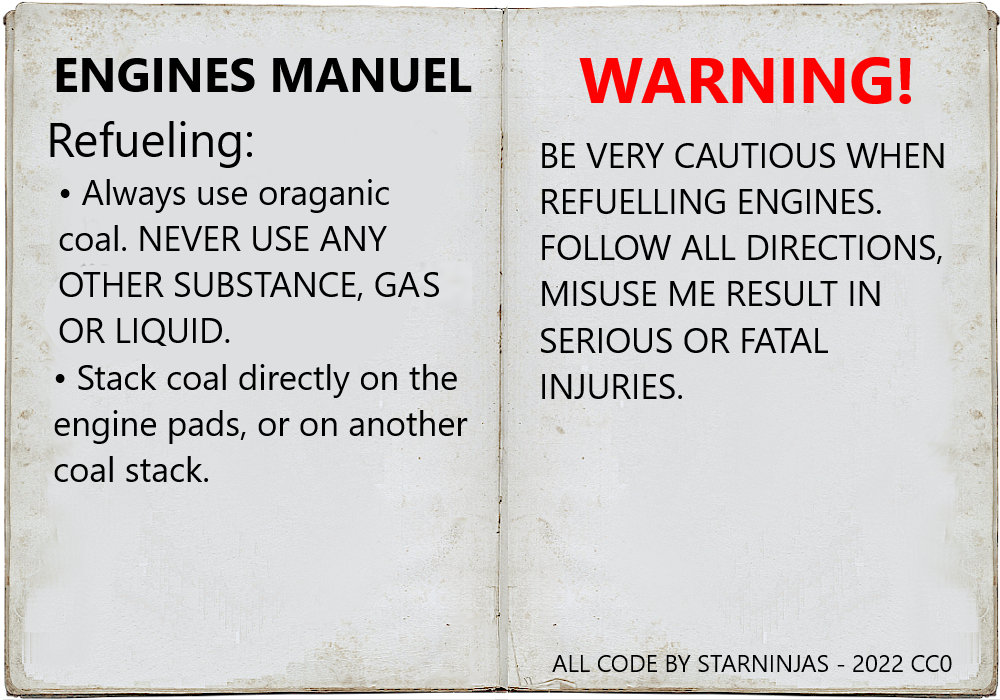 ENGINES MANUEL
Refueling:
• Always use oraganic
coal. NEVER USE ANY
OTHER SUBSTANCE, GAS
OR LIQUID.
• Stack coal directly on the
engine pads, or on another
coal stack.
WARNING!
BE VERY CAUTIOUS WHEN
REFUELLING ENGINES.
FOLLOW ALL DIRECTIONS,
MISUSE ME RESULT IN
SERIOUS OR FATAL
INJURIES.
ALL CODE BY STARNINJAS - 2022 CC0